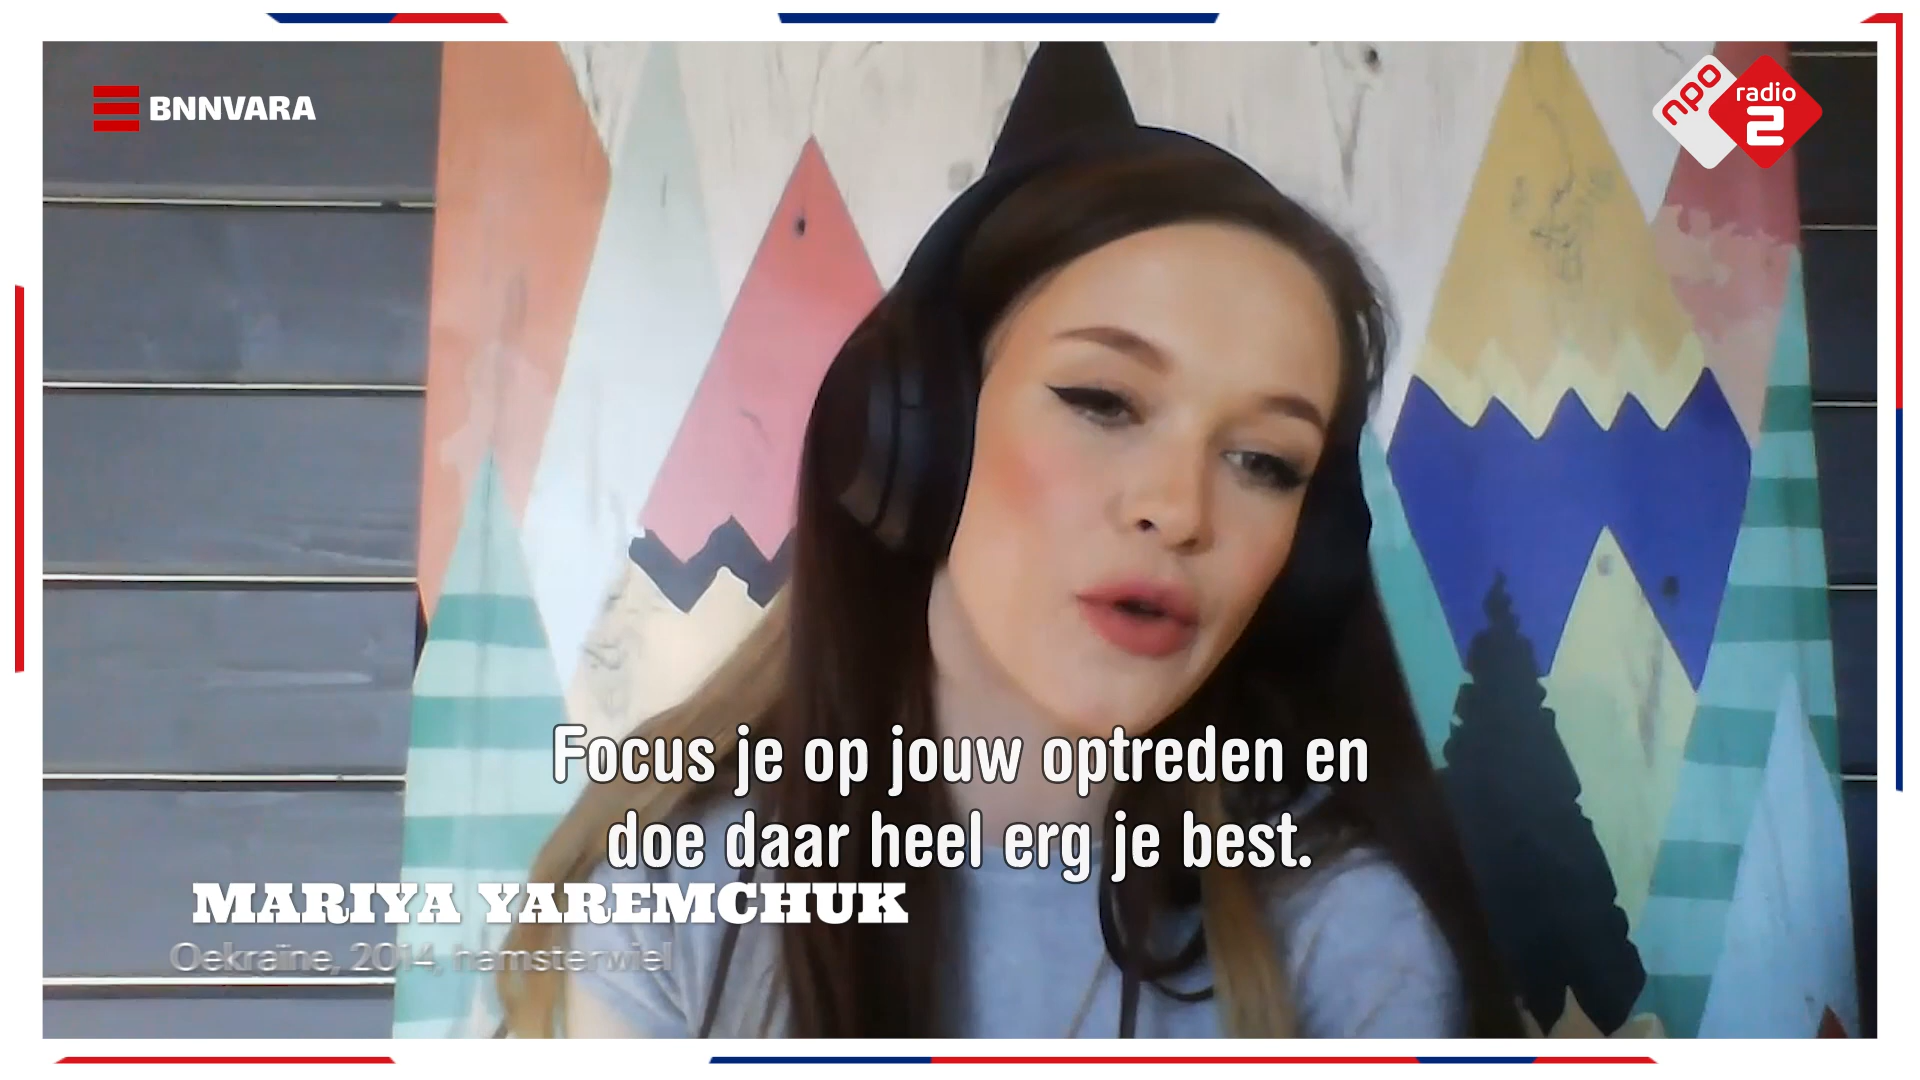 BNNVARA
npo
radio
2
Focus je op jouw optreden en
doe daar heel erg je best.
MARIYA YAREMCHUK
Oekraïne, 2014, hamsterwiel